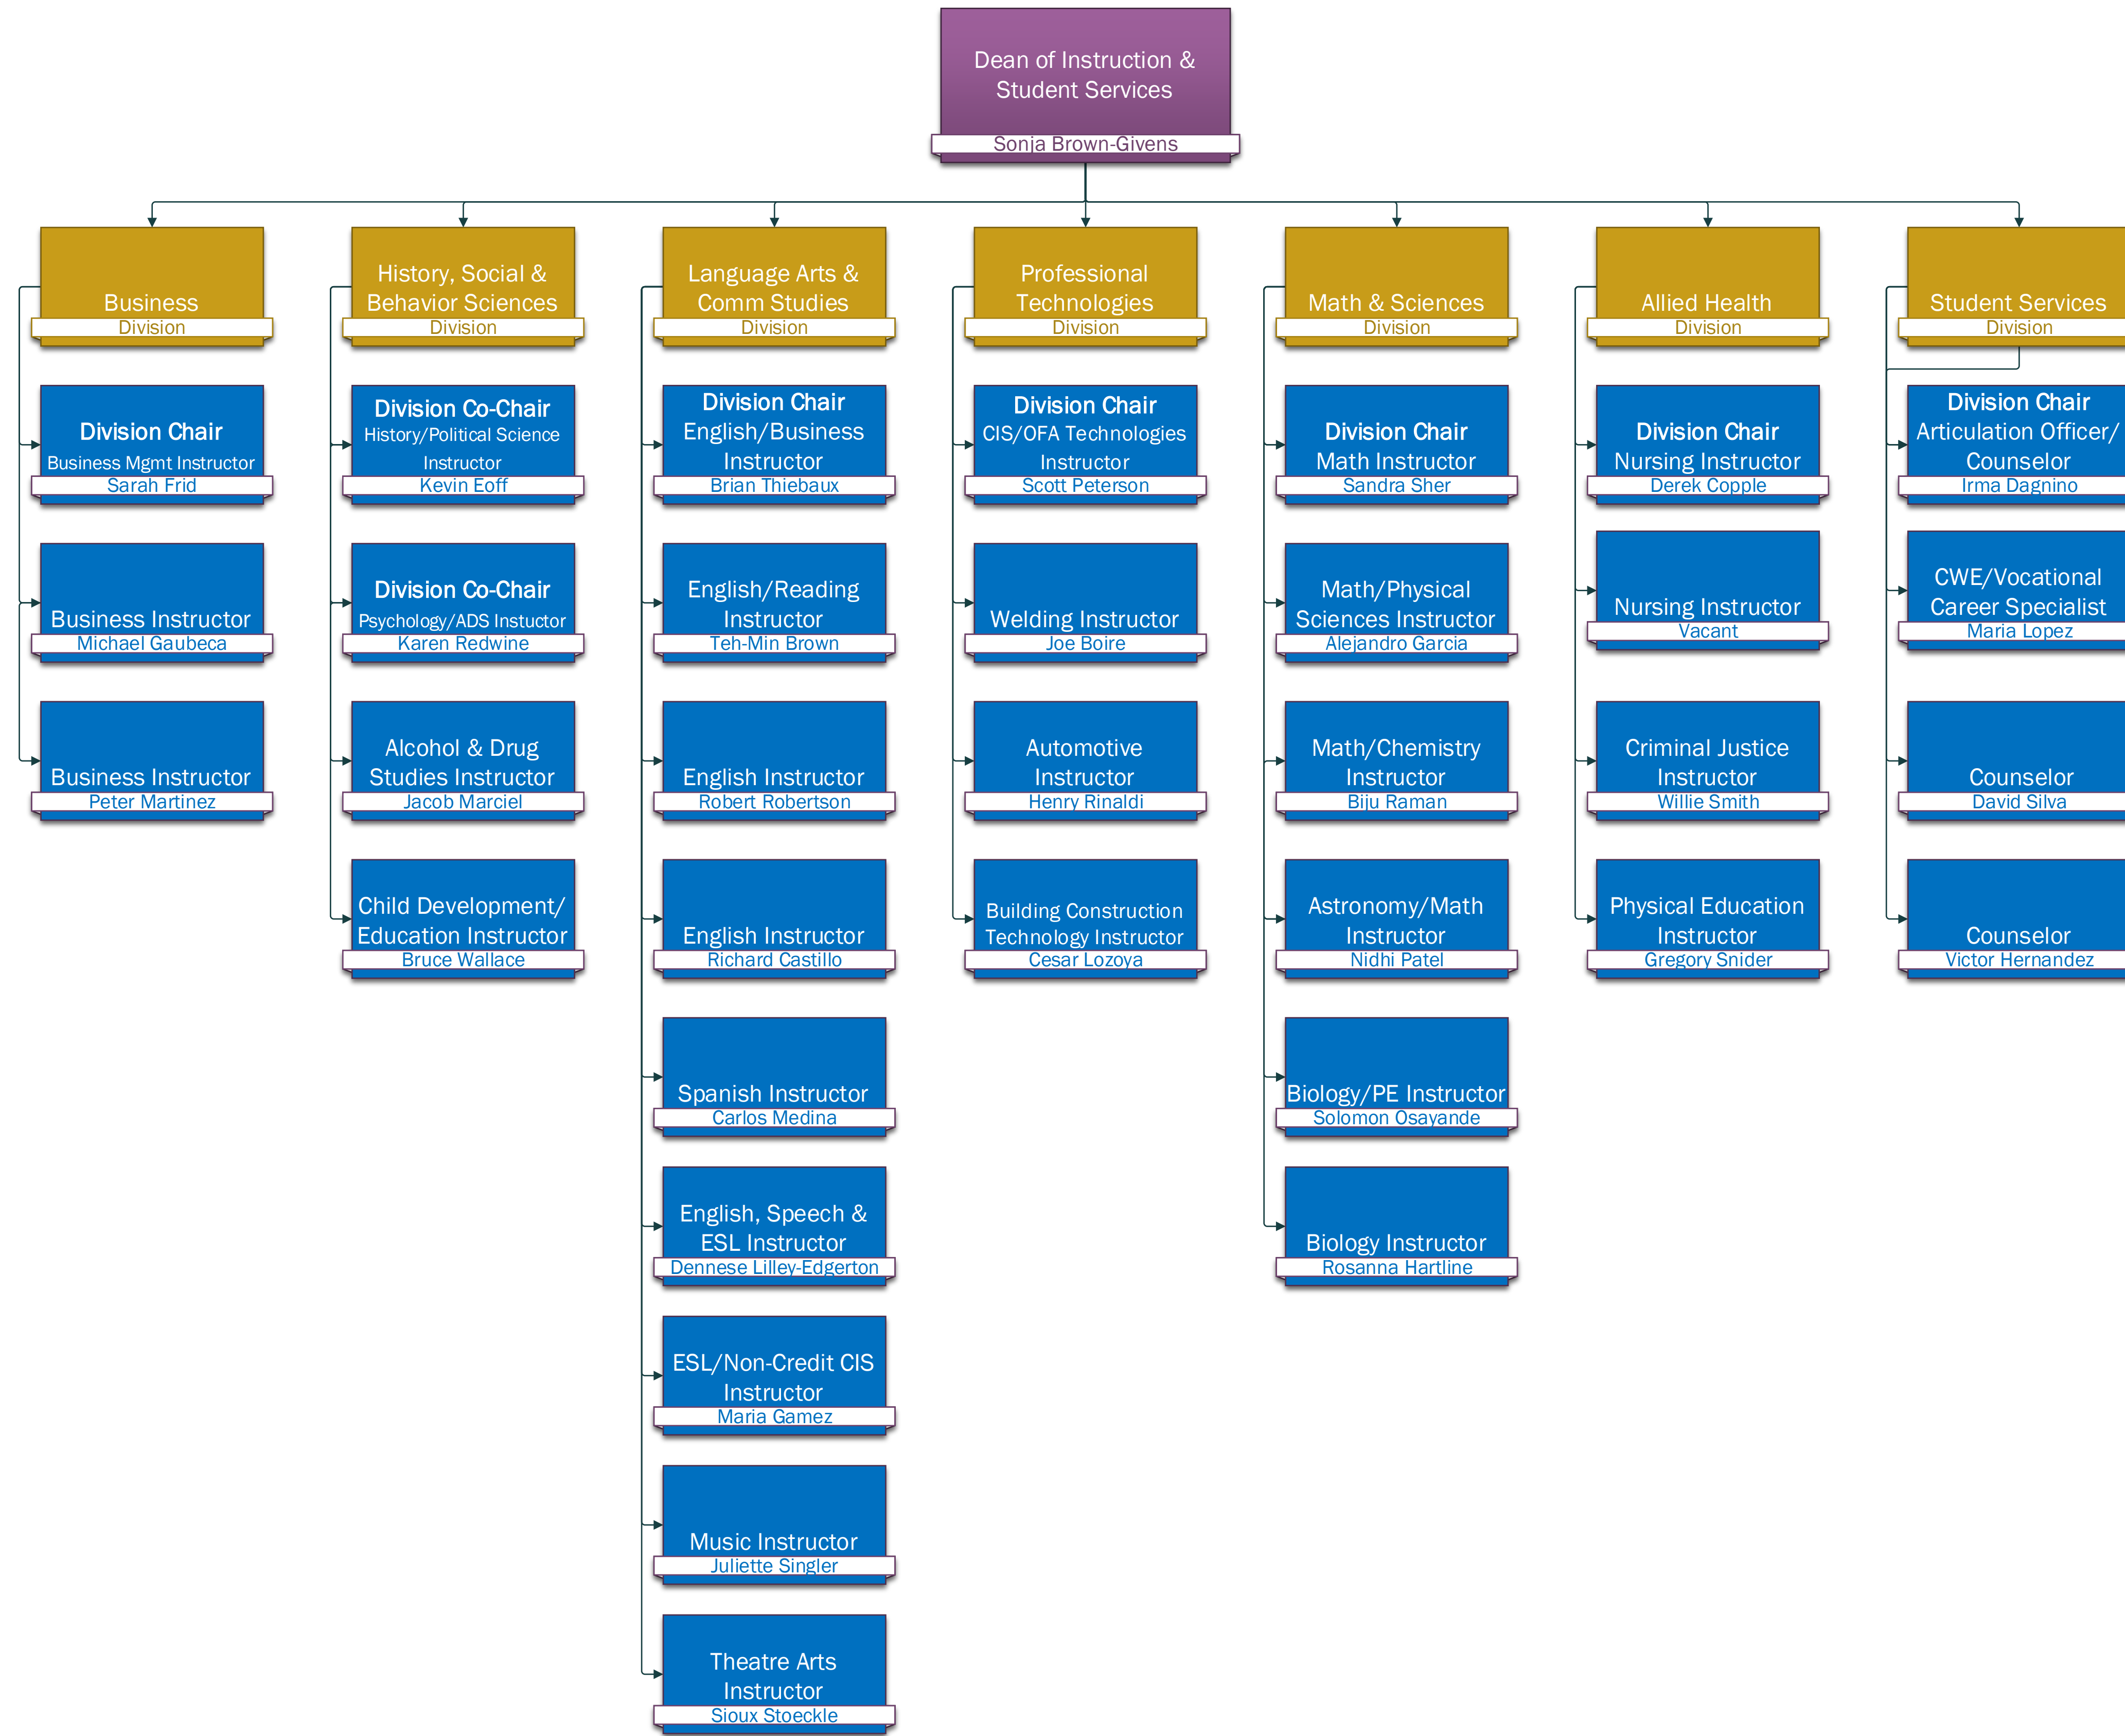 Dean of Instruction &
Student Services
Sonja Brown-Givens
Business
Division
History, Social &
Behavior Sciences
Division
Language Arts &
Comm Studies
Division
Professional
Technologies
Division
Math & Sciences
Division
Allied Health
Division
Student Services
Division
Division Chair
Business Mgmt Instructor
Sarah Frid
Division Co-Chair
History/Political Science
Instructor
Kevin Eoff
Division Chair
English/Business
Instructor
Brian Thiebaux
Division Chair
CIS/OFA Technologies
Instructor
Scott Peterson
Division Chair
Math Instructor
Sandra Sher
Division Chair
Nursing Instructor
Derek Copple
Division Chair
Articulation Officer/
Counselor
Irma Dagnino
Business Instructor
Michael Gaubeca
Division Co-Chair
Psychology/ADS Instuctor
Karen Redwine
English/Reading
Instructor
Teh-Min Brown
Welding Instructor
Joe Boire
Math/Physical
Sciences Instructor
Alejandro Garcia
Nursing Instructor
Vacant
CWE/Vocational
Career Specialist
Maria Lopez
Business Instructor
Peter Martinez
Alcohol & Drug
Studies Instructor
Jacob Marciel
English Instructor
Robert Robertson
Automotive
Instructor
Henry Rinaldi
Math/Chemistry
Instructor
Biju Raman
Criminal Justice
Instructor
Willie Smith
Counselor
David Silva
Child Development/
Education Instructor
Bruce Wallace
English Instructor
Richard Castillo
Building Construction
Technology Instructor
Cesar Lozoya
Astronomy/Math
Instructor
Nidhi Patel
Physical Education
Instructor
Gregory Snider
Counselor
Victor Hernandez
Spanish Instructor
Carlos Medina
Biology/PE Instructor
Solomon Osayande
English, Speech &
ESL Instructor
Dennese Lilley-Edgerton
Biology Instructor
Rosanna Hartline
ESL/Non-Credit CIS
Instructor
Maria Gamez
Music Instructor
Juliette Singler
Theatre Arts
Instructor
Sioux Stoeckle